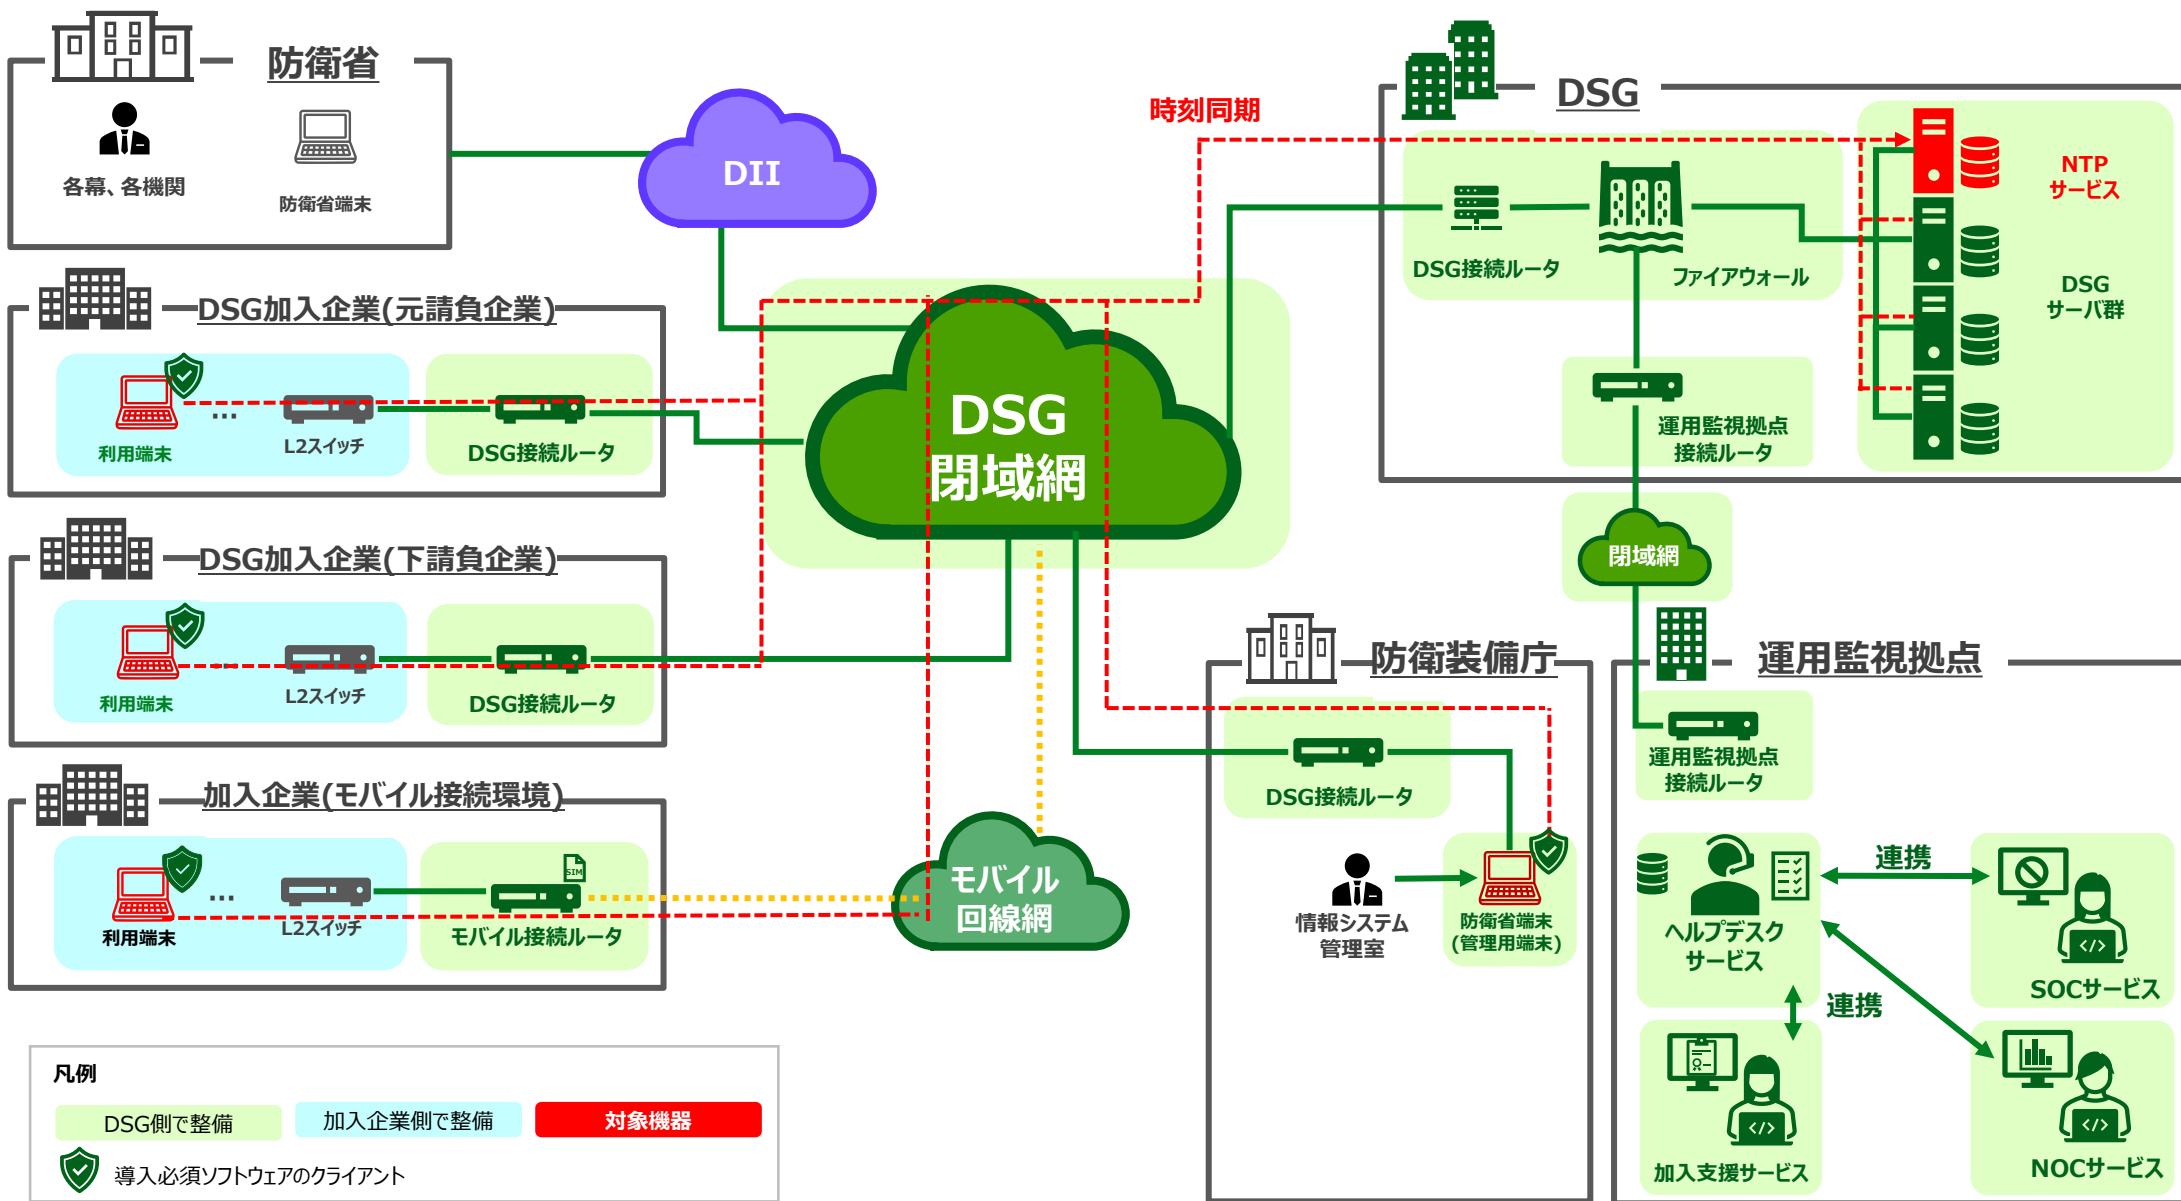 防衛省
各幕、各機関
防衛省端末
DII
時刻同期
DSG
DSG接続ルータ
ファイアウォール
NTP
サービス
DSG
サーバ群
運用監視拠点
接続ルータ
閉域網
DSG加入企業(元請負企業)
利用端末
...
L2スイッチ
DSG接続ルータ
DSG
閉域網
DSG加入企業(下請負企業)
利用端末
...
L2スイッチ
DSG接続ルータ
加入企業(モバイル接続環境)
利用端末
...
L2スイッチ
SIM
モバイル接続ルータ
モバイル
回線網
防衛装備庁
DSG接続ルータ
情報システム
管理室
防衛省端末
(管理用端末)
運用監視拠点
運用監視拠点
接続ルータ
ヘルプデスク
サービス
連携
</>
SOCサービス
連携
</>
加入支援サービス
</>
NOCサービス
凡例
DSG側で整備
加入企業側で整備
対象機器
導入必須ソフトウェアのクライアント